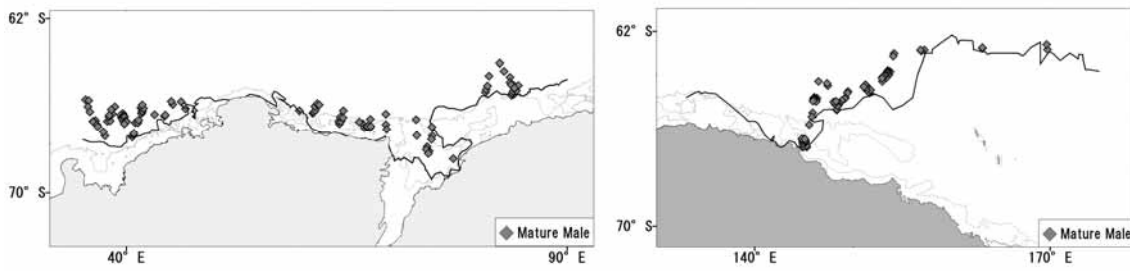 62° S
70° S
Mature Male
40° E
90° E
62° S
70° S
Mature Male
140° E
170° E